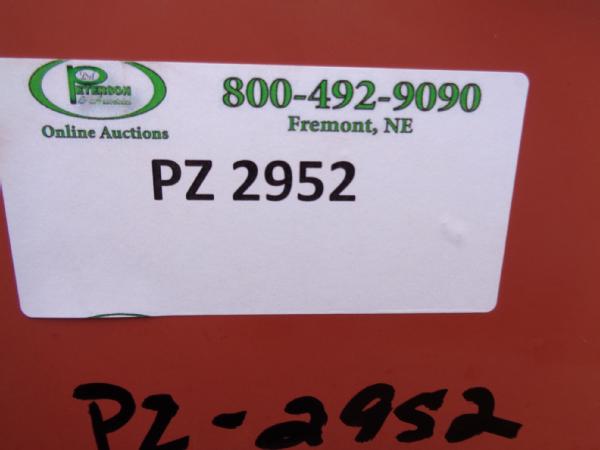 PETERSON
Online Auctions
800-492-9090
Fremont, NE
PZ 2952
PZ-2952